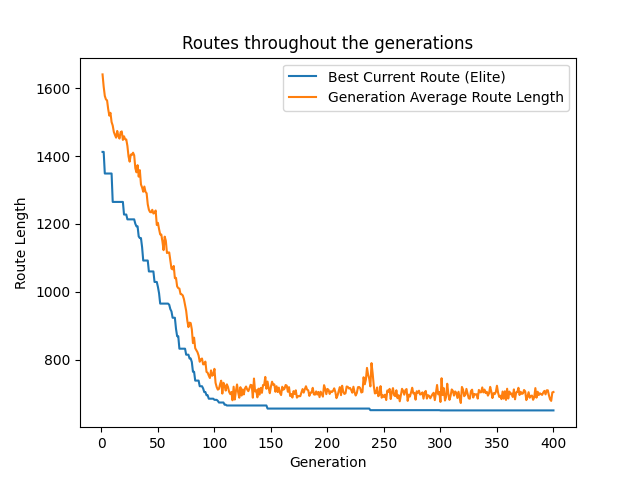 Routes throughout the generations
Best Current Route (Elite)
Generation Average Route Length
Route Length
1600
1400
1200
1000
800
0 50 100 150 200 250 300 350 400
Generation